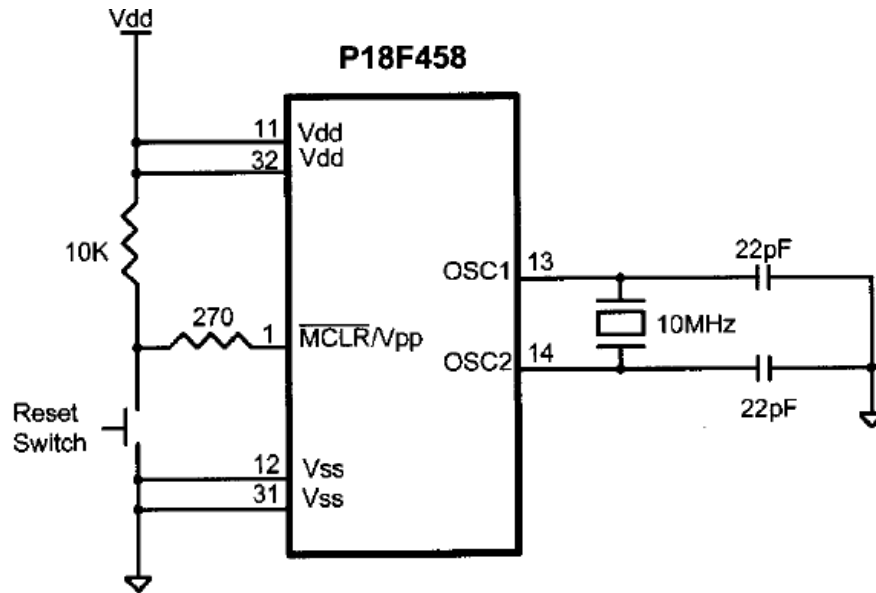 Vdd
P18F458
11
Vdd
32
Vdd
10K
270
1
MCLR/Vpp
Reset
Switch
12
Vss
31
Vss
OSC1
13
22pF
10MHz
OSC2
14
22pF